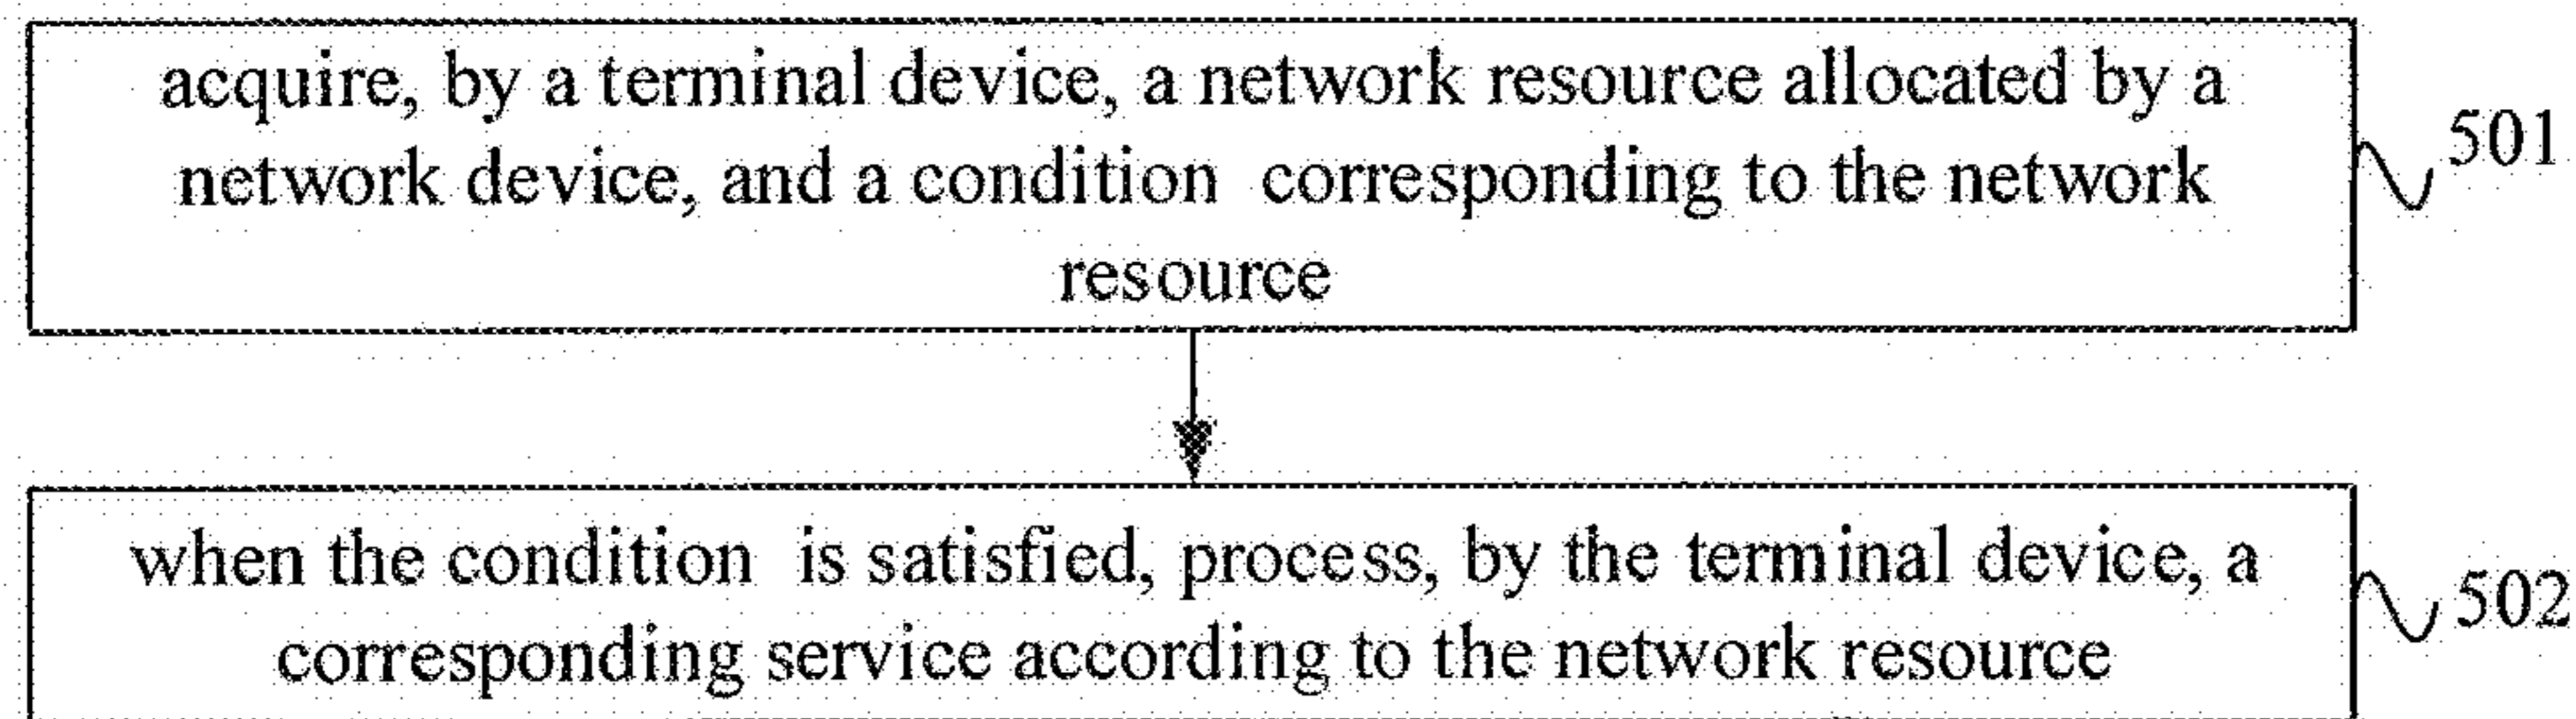 acquire, by a terminal device, a network resource allocated by a
network device, and a condition corresponding to the network
resource
501
when the condition is satisfied, process, by the terminal device, a
corresponding service according to the network resource
502